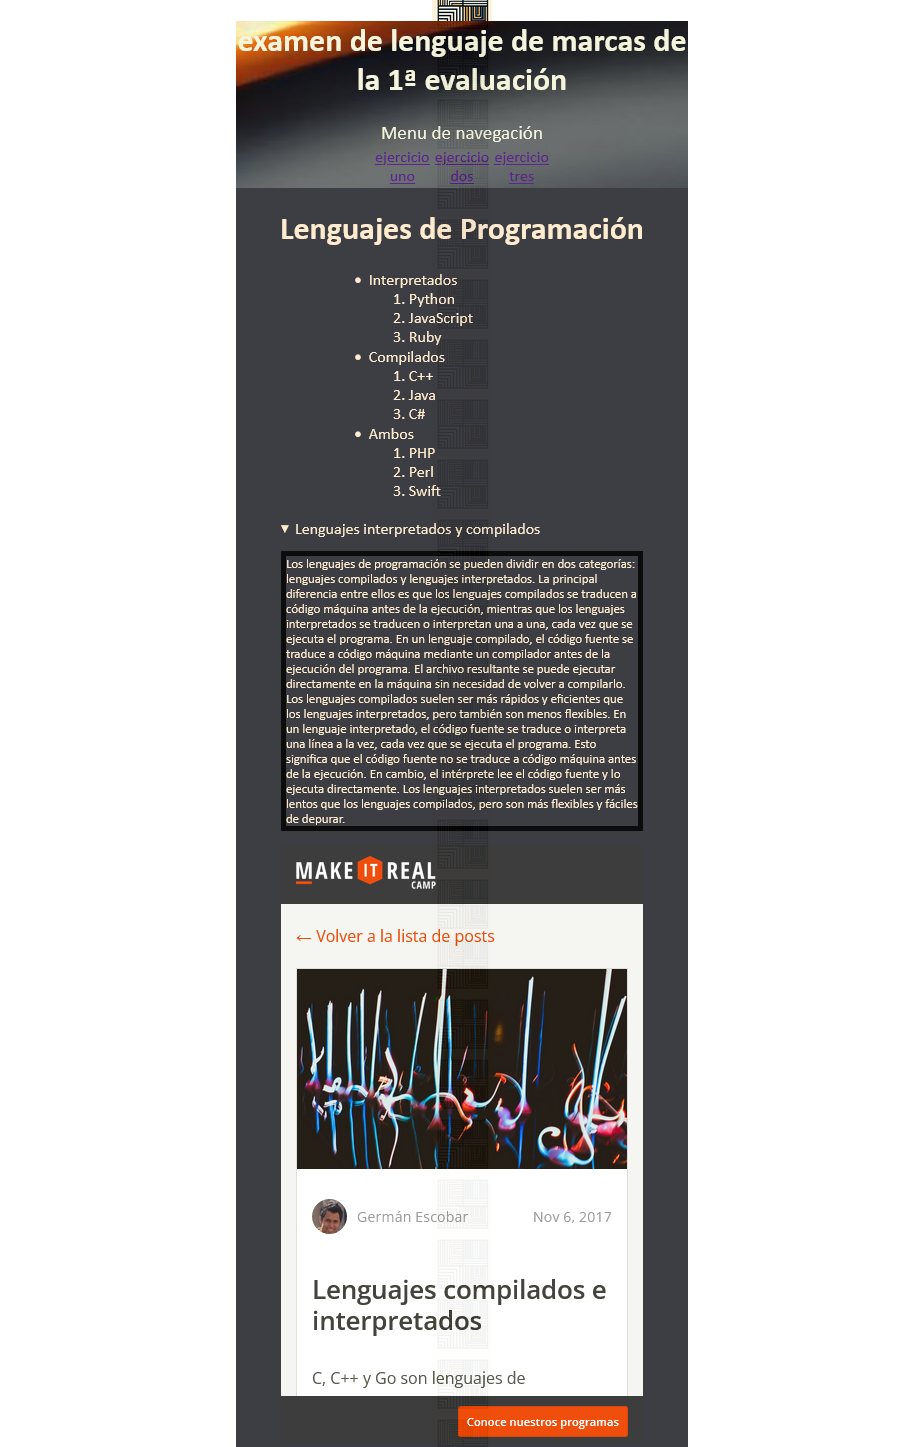 examen de lenguaje de marcas de
la 1ª evaluación
Menu de navegación
ejercicio ejercicio ejercicio
uno dos tres
Lenguajes de Programación
• Interpretados
1. Python
2. JavaScript
3. Ruby
• Compilados
1. C++
2. Java
3. C#
• Ambos
1. PHP
2. Perl
3. Swift
▼ Lenguajes interpretados y compilados
Los lenguajes de programación se pueden dividir en dos categorías:
lenguajes compilados y lenguajes interpretados. La principal
diferencia entre ellos es que los lenguajes compilados se traducen a
código máquina antes de la ejecución, mientras que los lenguajes
interpretados se traducen o interpretan una a una, cada vez que se
ejecuta el programa. En un lenguaje compilado, el código fuente se
traduce a código máquina mediante un compilador antes de la
ejecución del programa. El archivo resultante se puede ejecutar
directamente en la máquina sin necesidad de volver a compilarlo.
Los lenguajes compilados suelen ser más rápidos y eficientes que
los lenguajes interpretados, pero también son menos flexibles. En
un lenguaje interpretado, el código fuente se traduce o interpreta
una línea a la vez, cada vez que se ejecuta el programa. Esto
significa que el código fuente no se traduce a código máquina antes
de la ejecución. En cambio, el intérprete lee el código fuente y lo
ejecuta directamente. Los lenguajes interpretados suelen ser más
lentos que los lenguajes compilados, pero son más flexibles y fáciles
de depurar.
MAKE IT REAL
CAMP
← Volver a la lista de posts
Germán Escobar Nov 6, 2017
Lenguajes compilados e
interpretados
C, C++ y Go son lenguajes de
Conoce nuestros programas